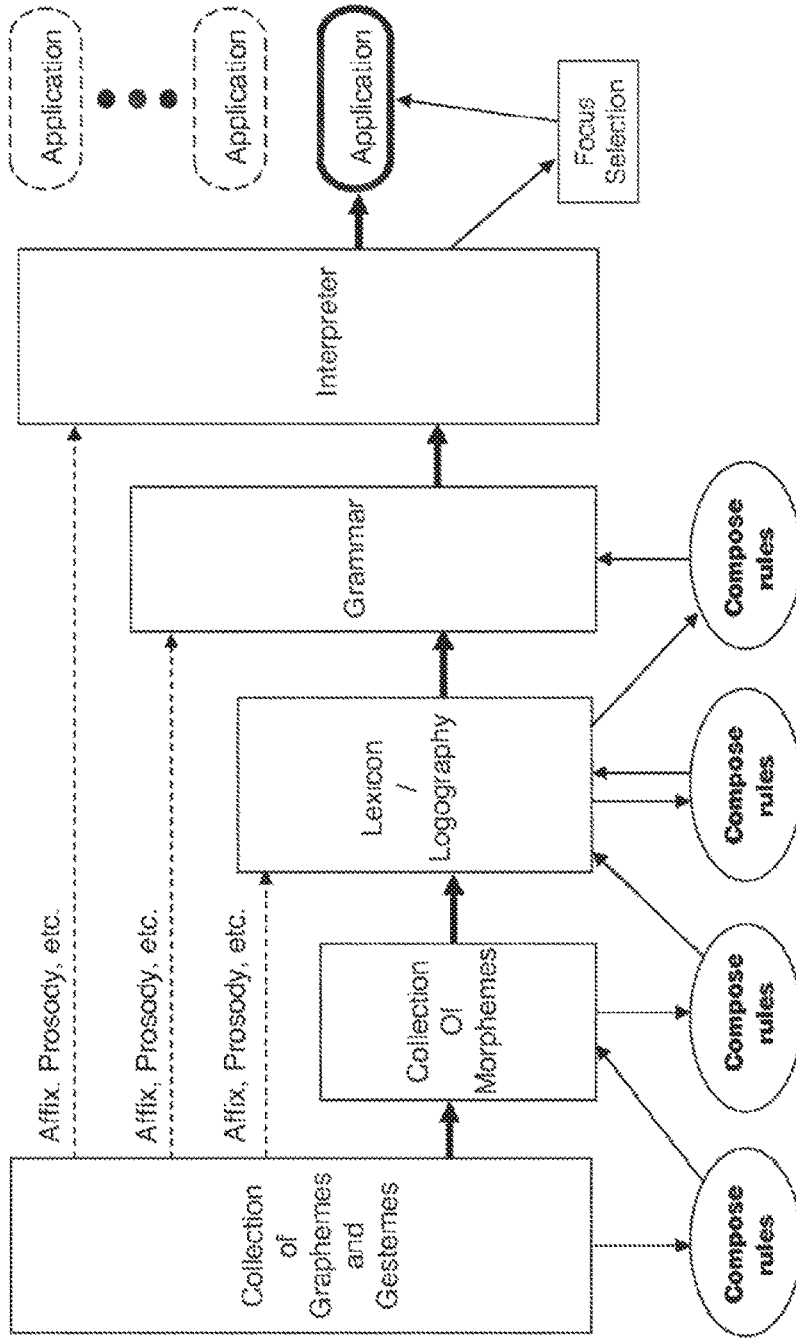 Collection
of
Graphemes
and
Gestemes
Affix, Prosody, etc.
Affix, Prosody, etc.
Affix, Prosody, etc.
Collection
Of
Morphemes
Lexicon
/
Logography
Grammar
Interpreter
Application
Application
Application
Focus
Selection
Compose
rules
Compose
rules
Compose
rules
Compose
rules